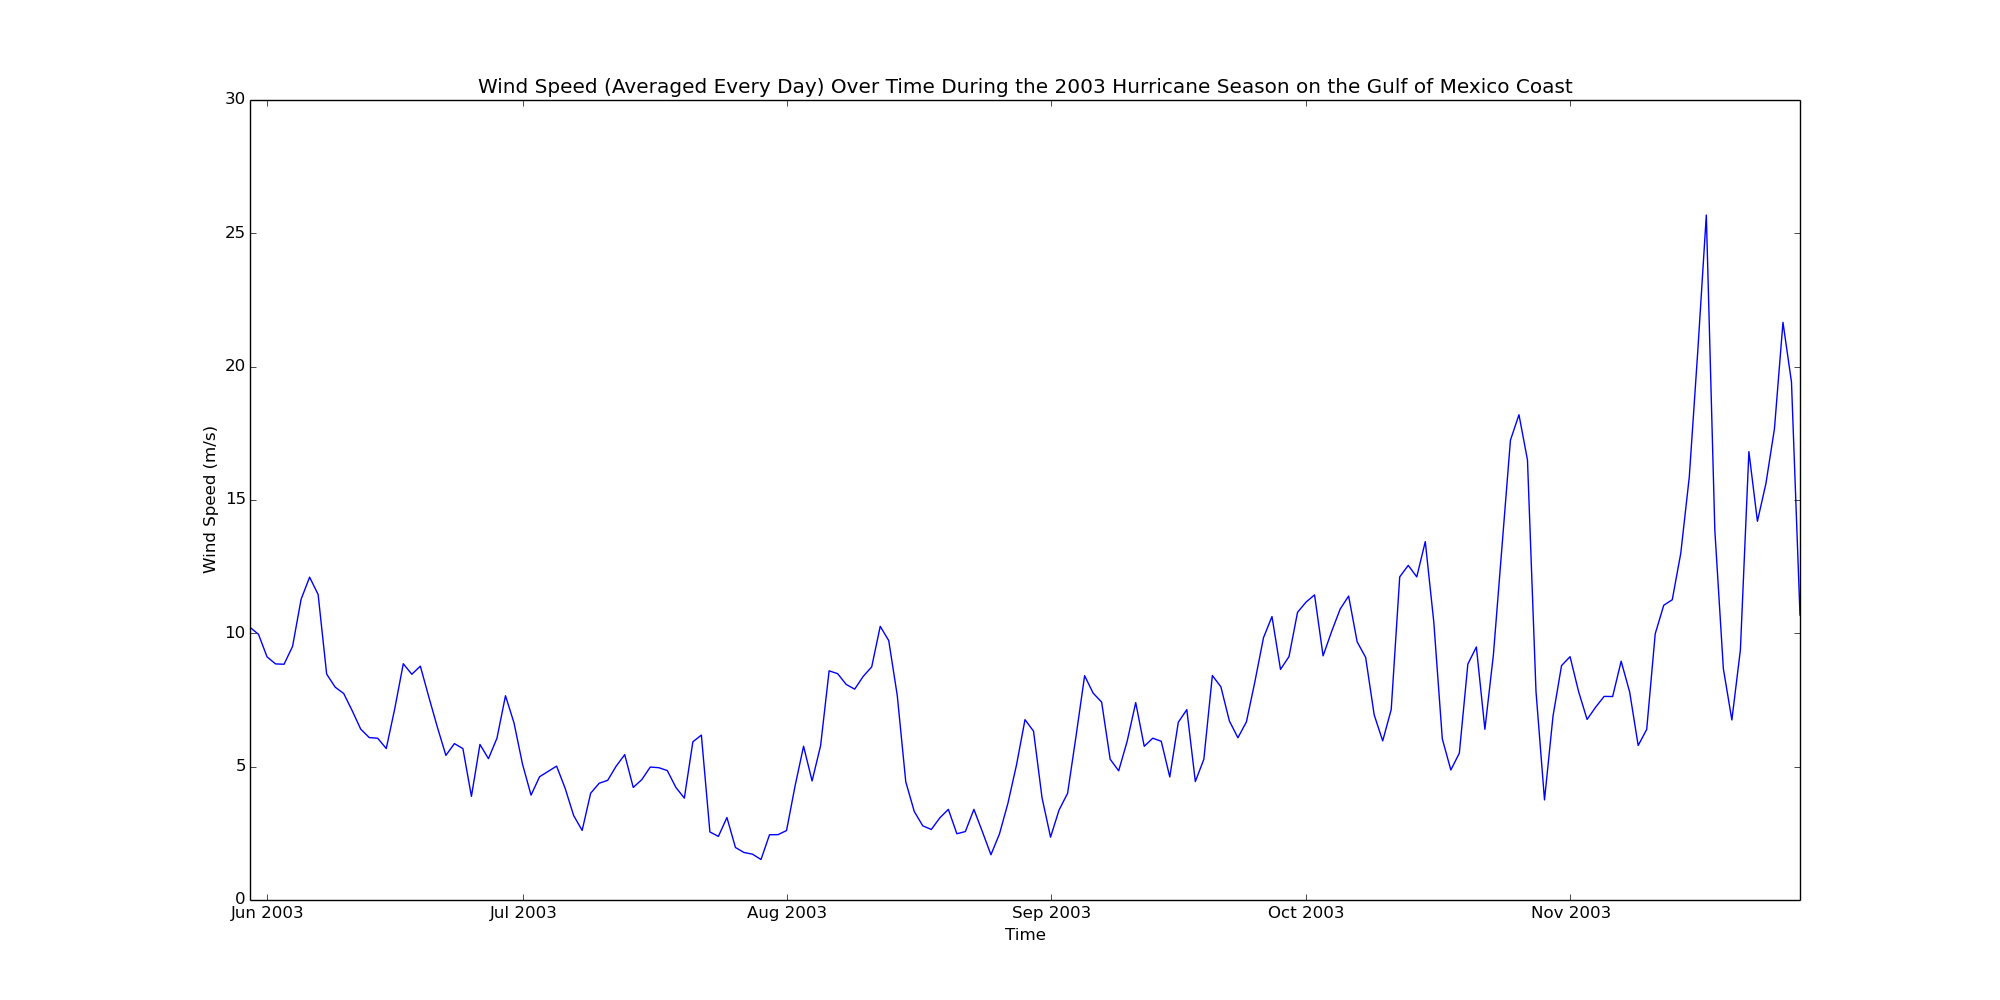 Wind Speed (Averaged Every Day) Over Time During the 2003 Hurricane Season on the Gulf of Mexico Coast
30
25
20
15
10
5
0
Wind Speed (m/s)
Jun 2003 Jul 2003 Aug 2003 Sep 2003 Oct 2003 Nov 2003
Time